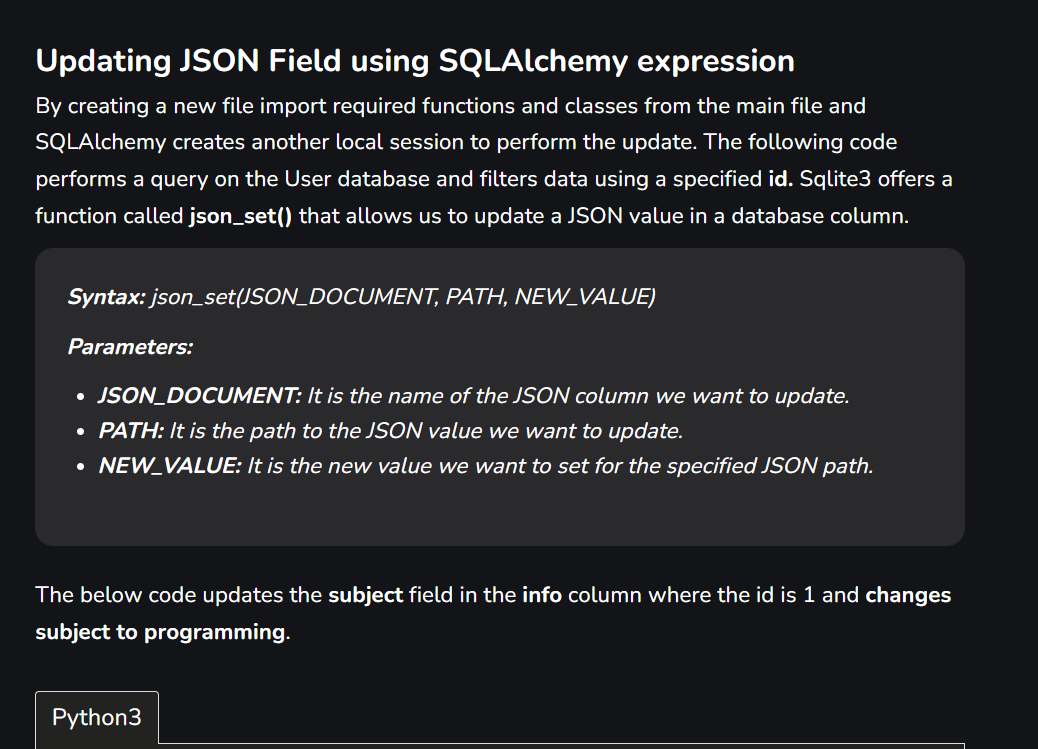 Updating JSON Field using SQLAlchemy expression
By creating a new file import required functions and classes from the main file and
SQLAlchemy creates another local session to perform the update. The following code
performs a query on the User database and filters data using a specified id. Sqlite3 offers a
function called json_set() that allows us to update a JSON value in a database column.
Syntax: json_set(JSON_DOCUMENT, PATH, NEW_VALUE)
Parameters:
• JSON_DOCUMENT: It is the name of the JSON column we want to update.
• PATH: It is the path to the JSON value we want to update.
• NEW_VALUE: It is the new value we want to set for the specified JSON path.
The below code updates the subject field in the info column where the id is 1 and changes
subject to programming.
Python3